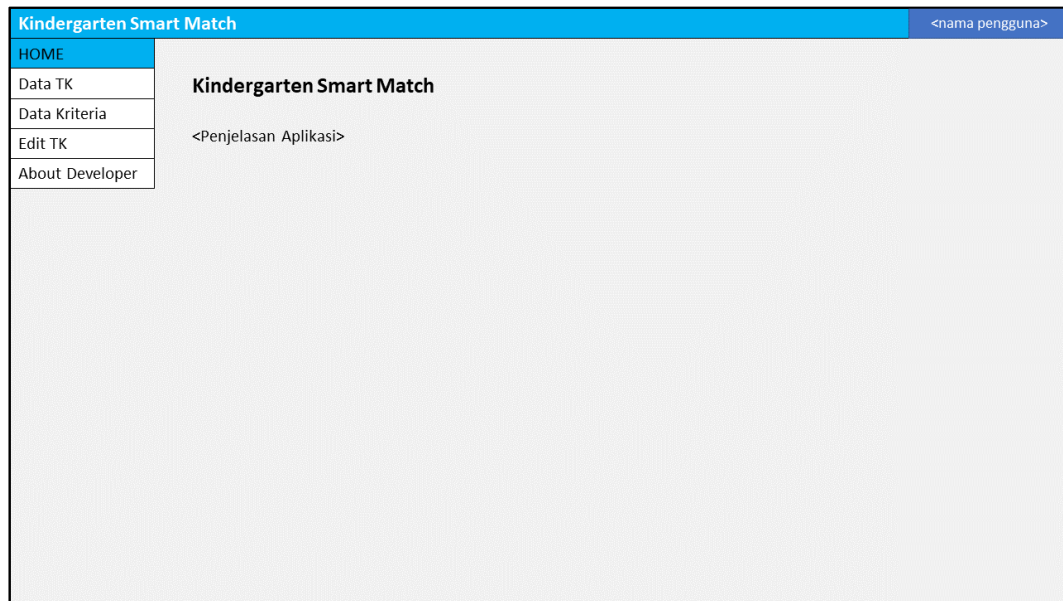 Kindergarten Smart Match
<nama pengguna>
HOME
Data TK
Data Kriteria
Edit TK
About Developer
Kindergarten Smart Match
<Penjelasan Aplikasi>